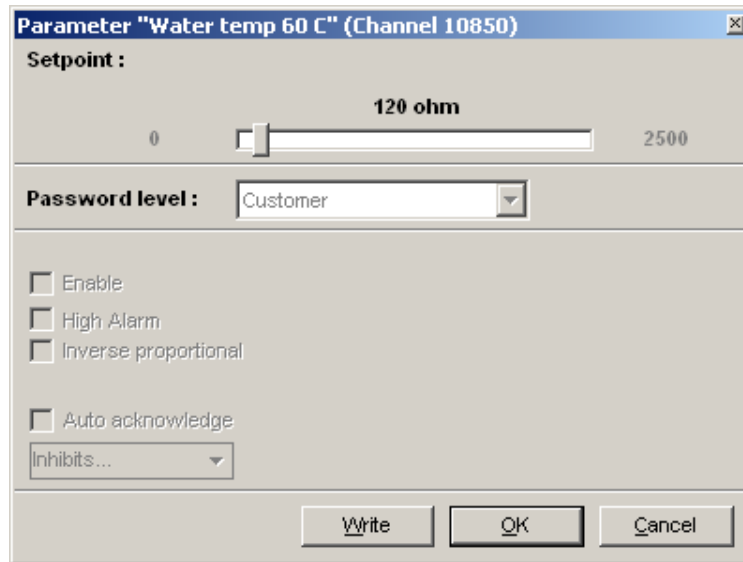 Parameter "Water temp 60 C" (Channel 10850)
Setpoint :
120 ohm
0 2500
Password level : Customer
Enable
High Alarm
Inverse proportional
Auto acknowledge
Inhibits...
Write OK Cancel